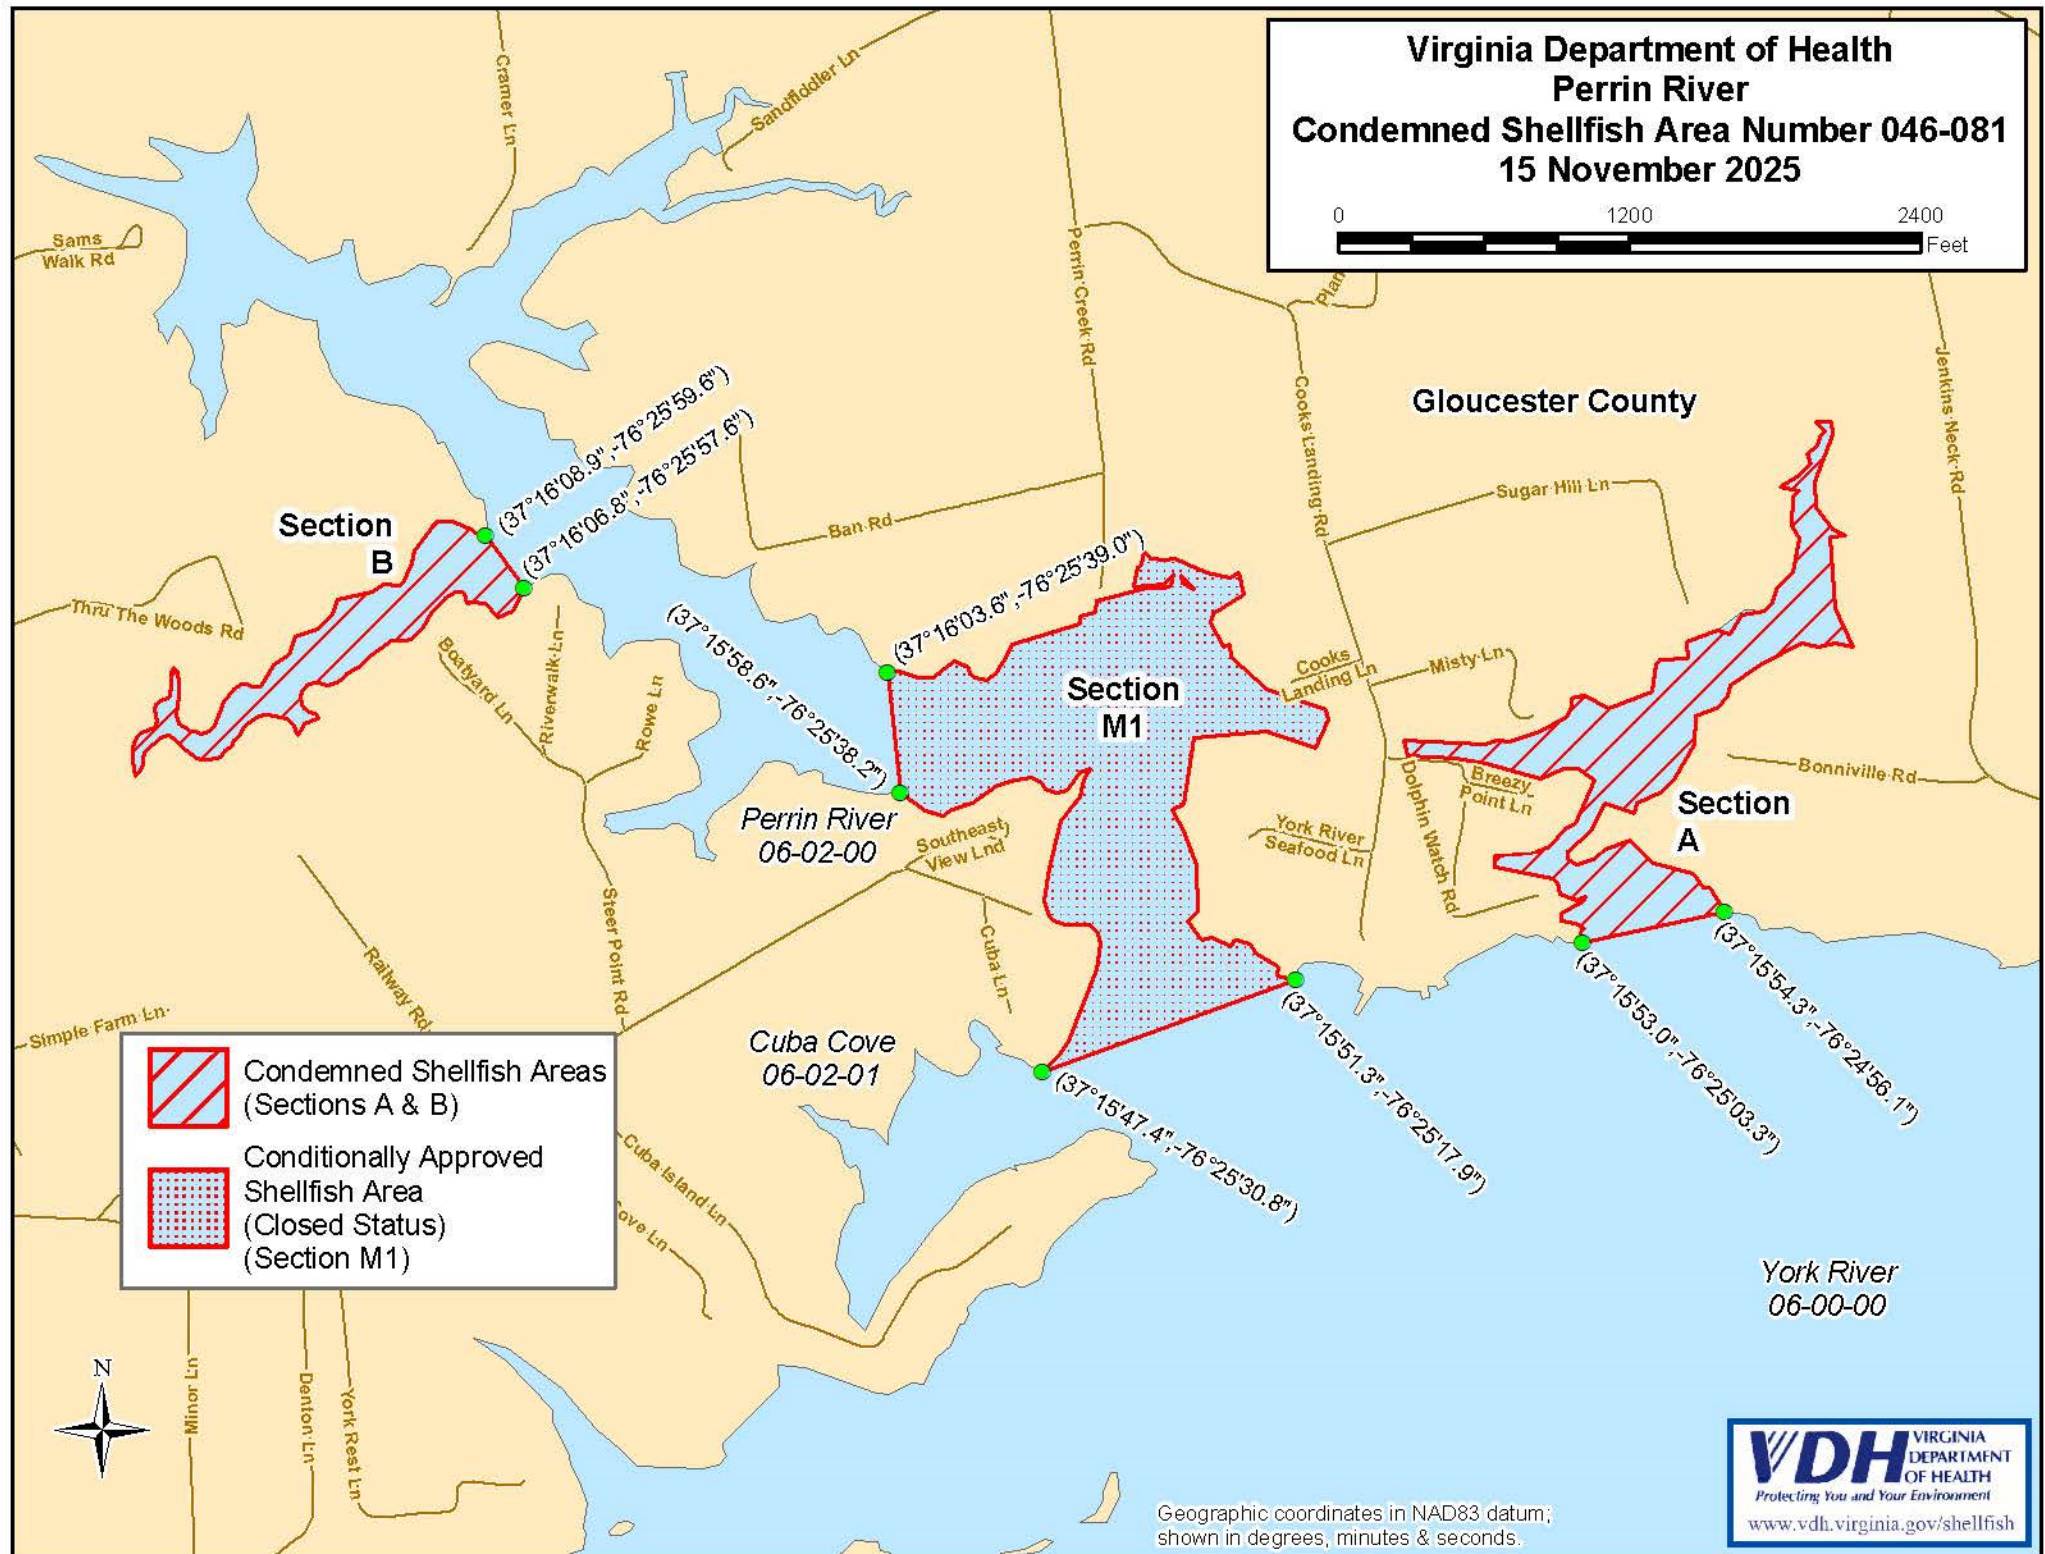 Virginia Department of Health
Perrin River
Condemned Shellfish Area Number 046-081
15 November 2025
0 1200 2400
Feet
Cramer Ln
Sandfiddler Ln
Sams
Walk Rd
Perrin Creek Rd
Plan
Cooks Landing Rd
Jenkins Neck Rd
Gloucester County
(37°16'08.9",-76°25'59.6")
(37°16'06.8",-76°25'57.6")
Sugar Hill Ln
Ban Rd
Section
B
(37°16'03.6",-76°25'39.0")
(37°15'58.6",-76°25'38.2")
Thru The Woods Rd
Boatyard Ln
Riverwalk Ln
Rowe Ln
Section
M1
Cooks
Landing Ln
Misty Ln
Dolphin Watch Rd
Breezy
Point Ln
Bonniville Rd
Section
A
Perrin River
06-02-00
Southeast
View Lnd
York River
Seafood Ln
Steer Point Rd
Railway Rd
Cuba Ln
Simple Farm Ln
(37°15'54.3",-76°24'56.1")
(37°15'53.0",-76°25'03.3")
(37°15'51.3",-76°25'17.9")
(37°15'47.4",-76°25'30.8")
Cuba Cove
06-02-01
Condemned Shellfish Areas
(Sections A & B)
Conditionally Approved
Shellfish Area
(Closed Status)
(Section M1)
Cuba Island Ln
ove Ln
York River
06-00-00
N
Minor Ln
Denton Ln
York Rest Ln
Geographic coordinates in NAD83 datum;
shown in degrees, minutes & seconds.
VDH
VIRGINIA
DEPARTMENT
OF HEALTH
Protecting You and Your Environment
www.vdh.virginia.gov/shellfish